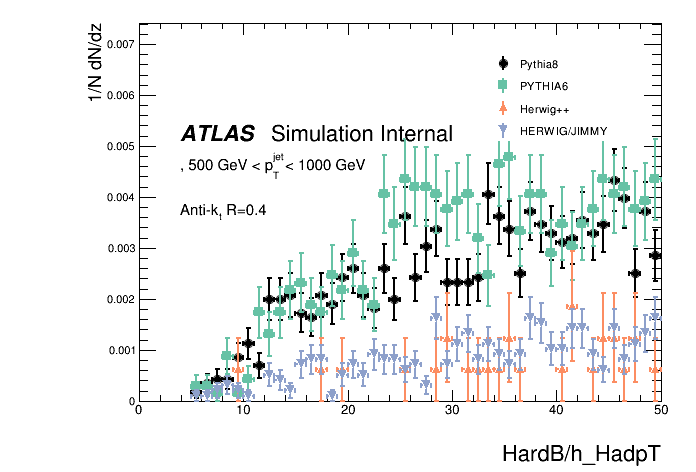 1/N dN/dz
0.007
0.006
0.005
0.004
0.003
0.002
0.001
0
Pythia8
PYTHIA6
Herwig++
HERWIG/JIMMY
ATLAS Simulation Internal
, 500 GeV < p_T^jet < 1000 GeV
Anti-k_t R=0.4
0 10 20 30 40 50
HardB/h_HadpT